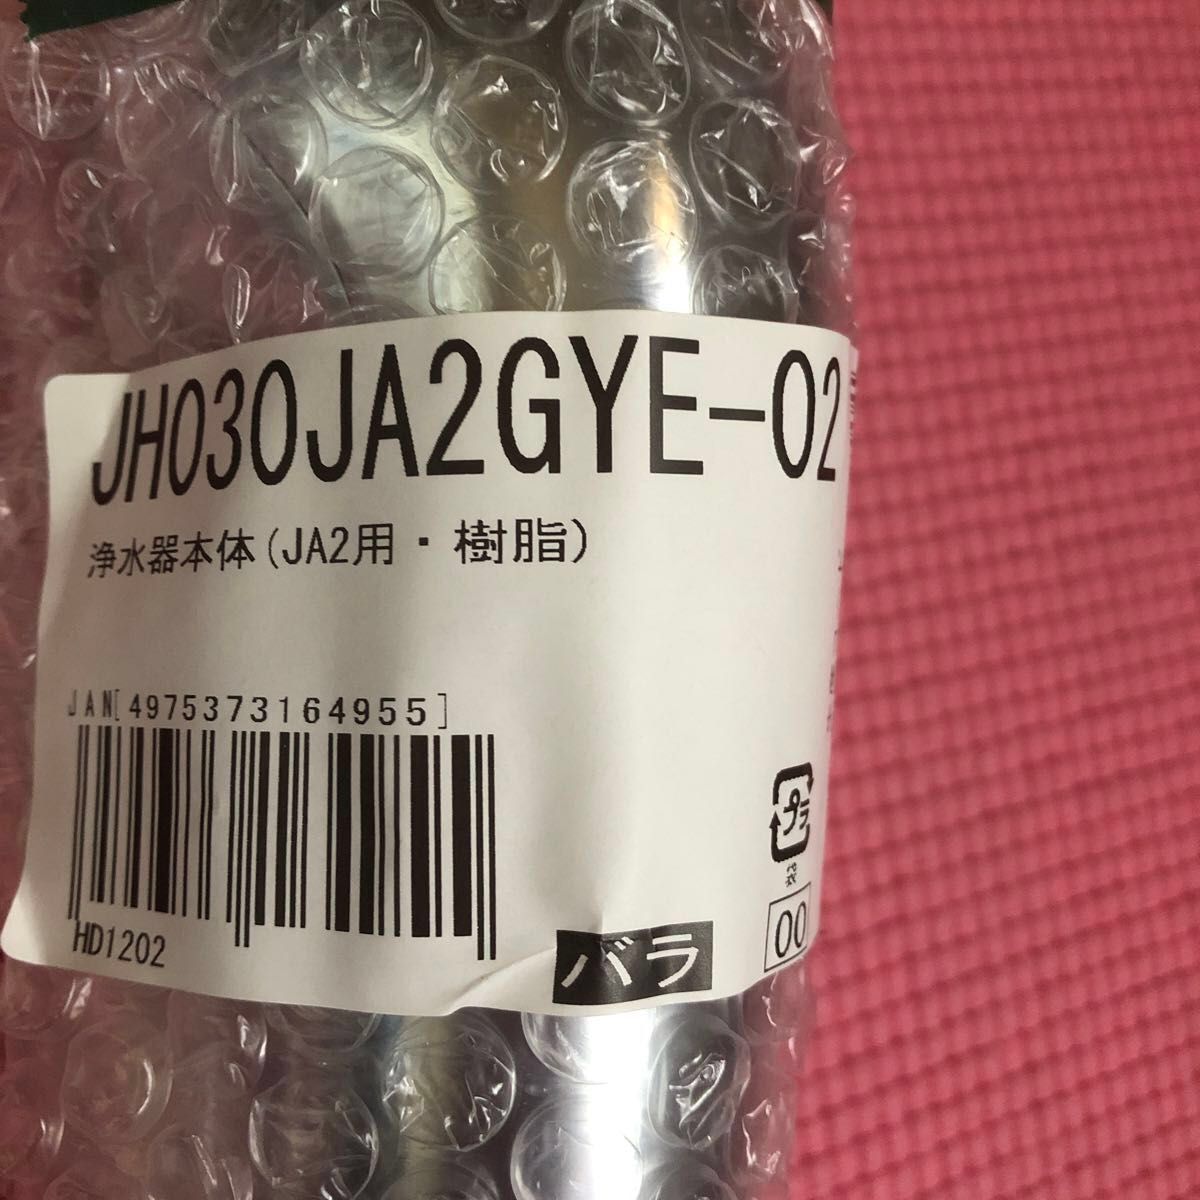 JH030JA2GYE-02
浄水器本体(JA2用・樹脂)
JAN[4975373164955]
HD1202
バラ
プラ
袋
00